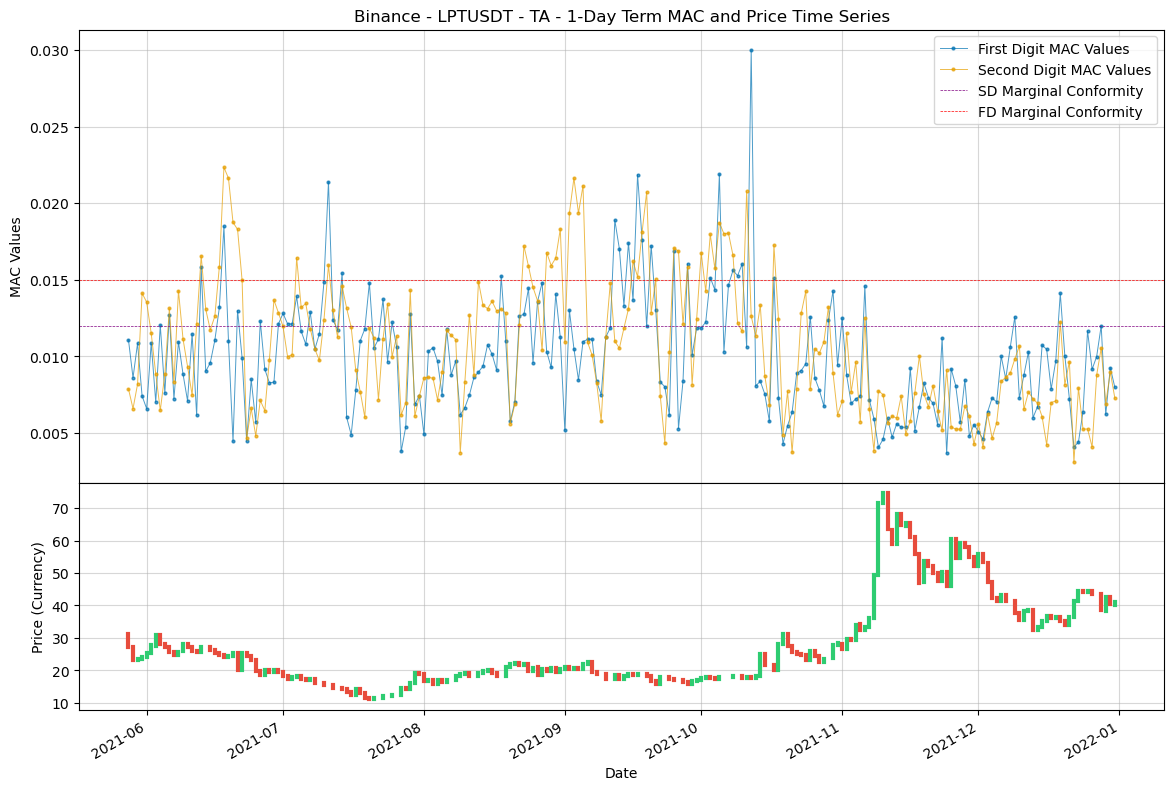 Binance - LPTUSDT - TA - 1-Day Term MAC and Price Time Series
0.030
0.025
0.020
0.015
0.010
0.005
MAC Values
First Digit MAC Values
Second Digit MAC Values
SD Marginal Conformity
FD Marginal Conformity
70
60
50
40
30
20
10
Price (Currency)
2021-06
2021-07
2021-08
2021-09
2021-10
2021-11
2021-12
2022-01
Date